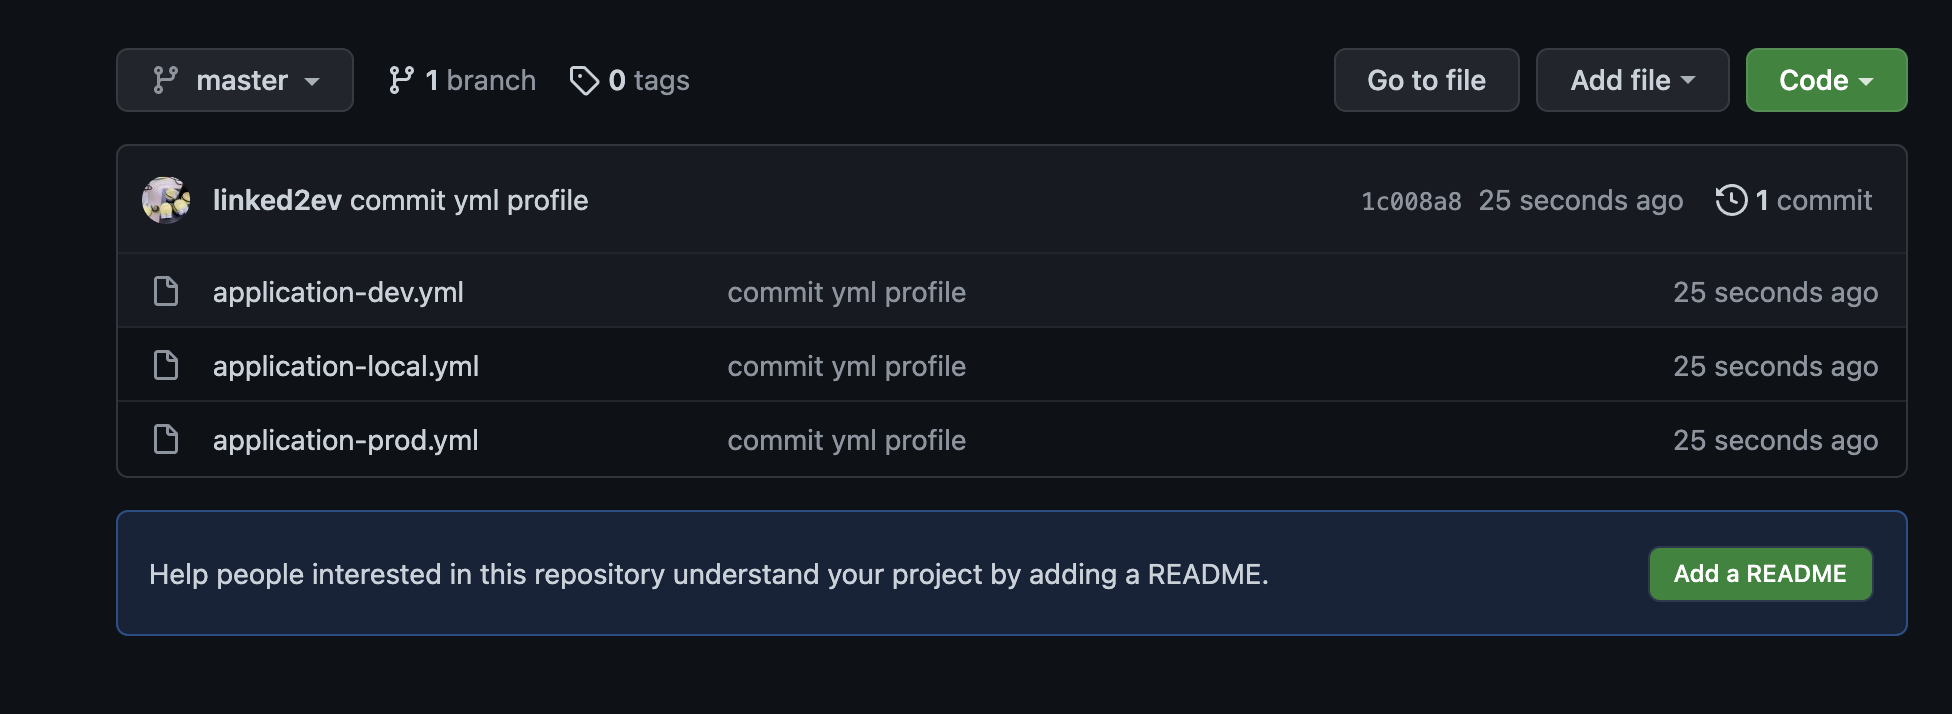 master 1 branch 0 tags Go to file Add file Code
linked2ev commit yml profile 1c008a8 25 seconds ago 1 commit
application-dev.yml commit yml profile 25 seconds ago
application-local.yml commit yml profile 25 seconds ago
application-prod.yml commit yml profile 25 seconds ago
Help people interested in this repository understand your project by adding a README. Add a README